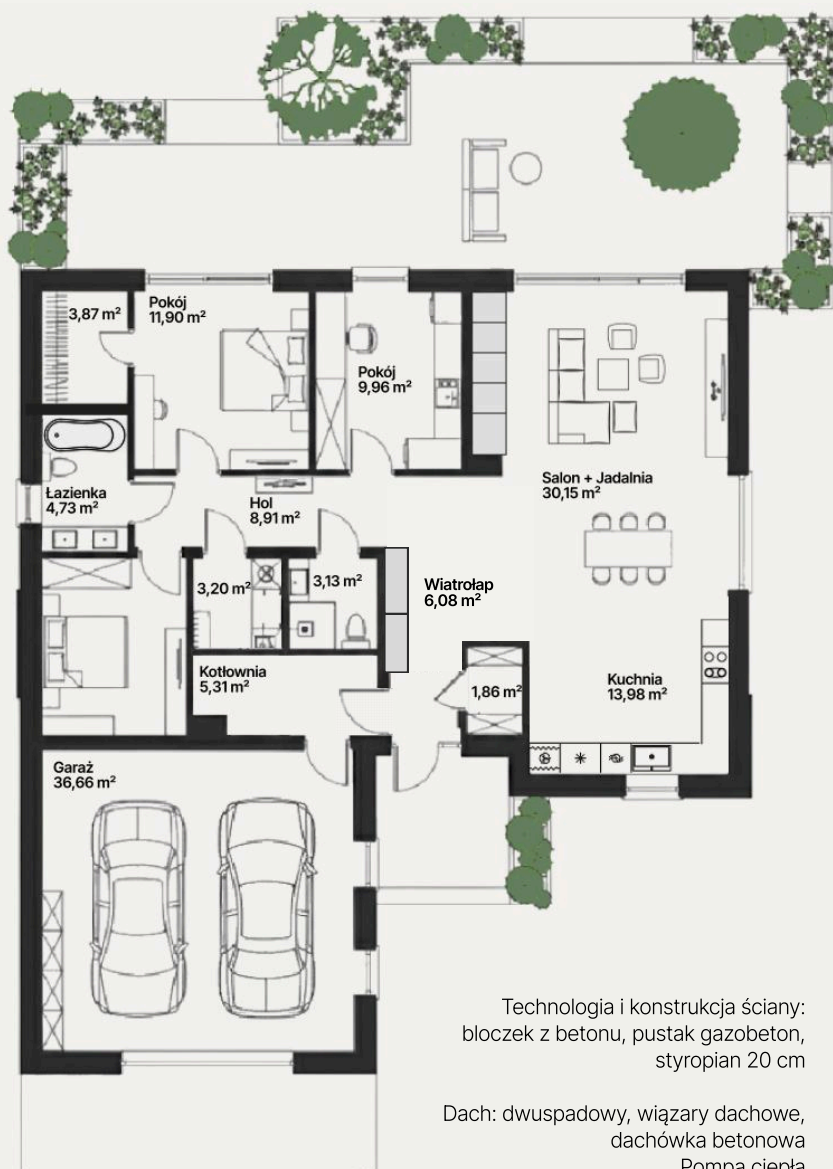 3,87 m²
Pokój
11,90 m²
Pokój
9,96 m²
Salon + Jadalnia
30,15 m²
Łazienka
4,73 m²
Hol
8,91 m²
3,20 m²
3,13 m²
Wiatrołap
6,08 m²
Kotłownia
5,31 m²
1,86 m²
Kuchnia
13,98 m²
Garaż
36,66 m²
Technologia i konstrukcja ściany:
bloczek z betonu, pustak gazobeton,
styropian 20 cm
Dach: dwuspadowy, wiązary dachowe,
dachówka betonowa
Pompa ciepła